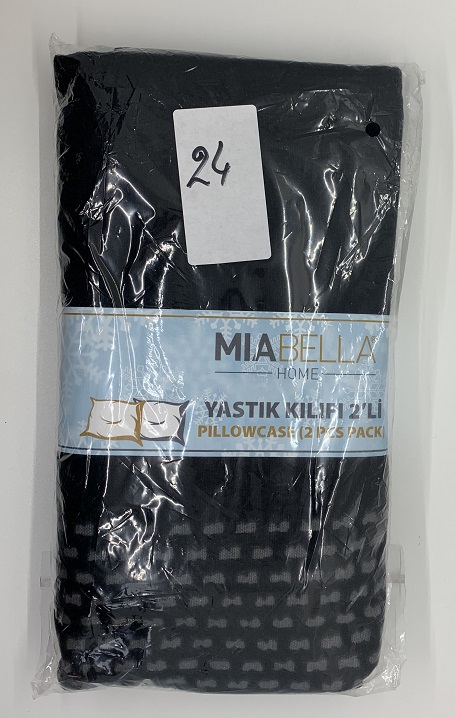 24
MIABELLA
HOME
YASTIK KILIFI 2'Lİ
PILLOWCASE (2 PCS PACK)